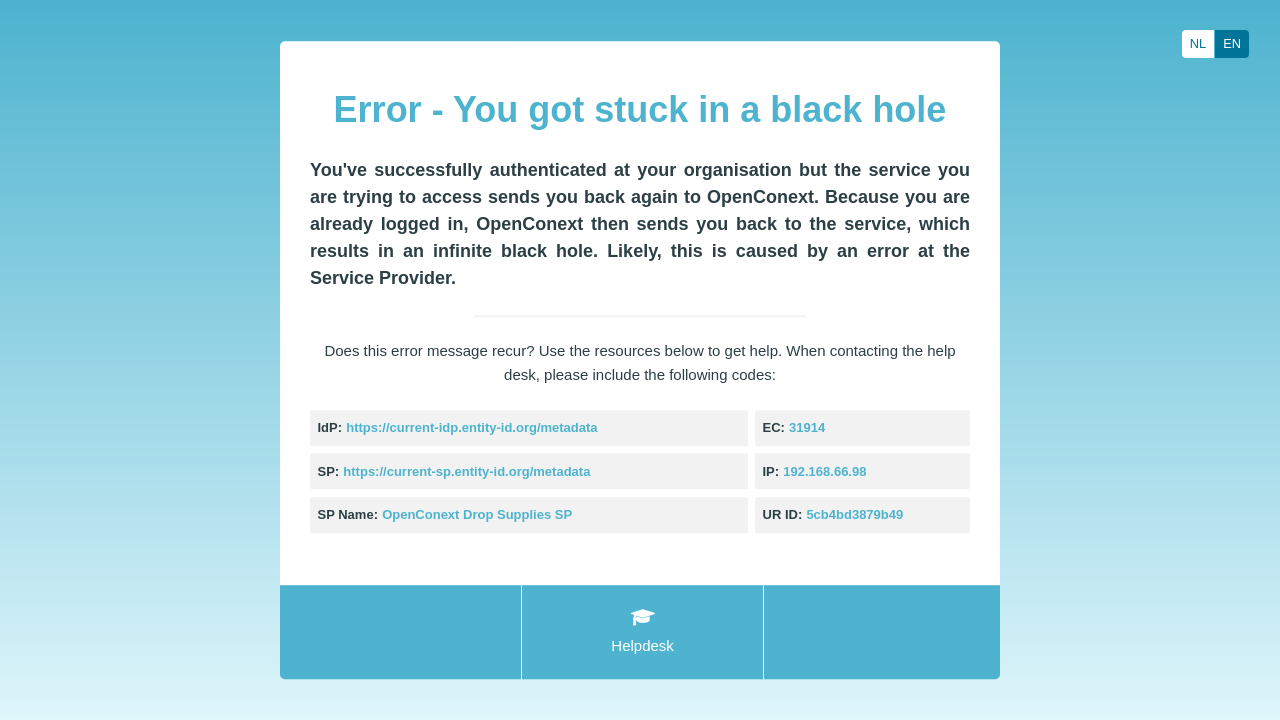 NL EN
Error - You got stuck in a black hole
You've successfully authenticated at your organisation but the service you
are trying to access sends you back again to OpenConext. Because you are
already logged in, OpenConext then sends you back to the service, which
results in an infinite black hole. Likely, this is caused by an error at the
Service Provider.
Does this error message recur? Use the resources below to get help. When contacting the help
desk, please include the following codes:
IdP: https://current-idp.entity-id.org/metadata
EC: 31914
SP: https://current-sp.entity-id.org/metadata
IP: 192.168.66.98
SP Name: OpenConext Drop Supplies SP
UR ID: 5cb4bd3879b49
Helpdesk